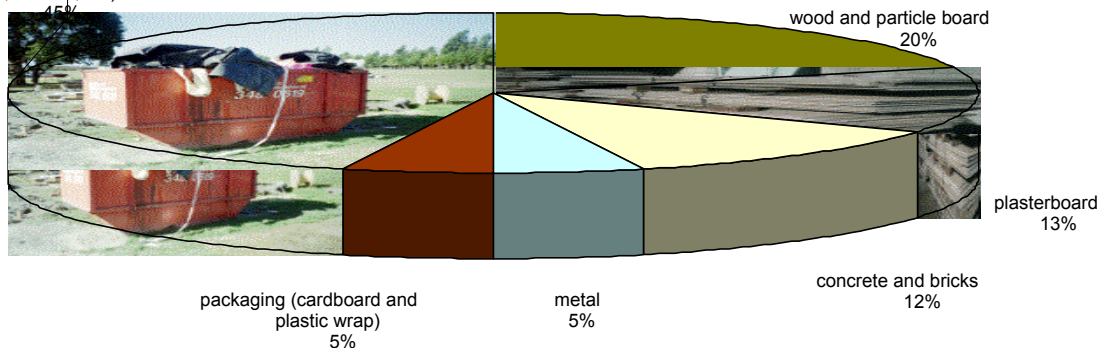 45%
wood and particle board
20%
plasterboard
13%
concrete and bricks
12%
metal
5%
packaging (cardboard and
plastic wrap)
5%